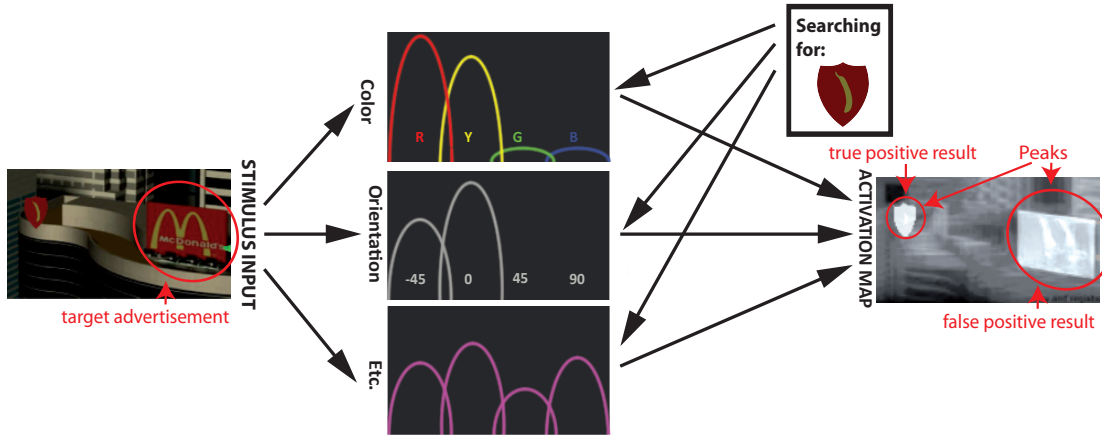 Searching
for:
Color
R Y G B
true positive result
Peaks
STIMULUS INPUT
McDonald's
target advertisement
Orientation
-45 0 45 90
ACTIVATION MAP
false positive result
Etc.